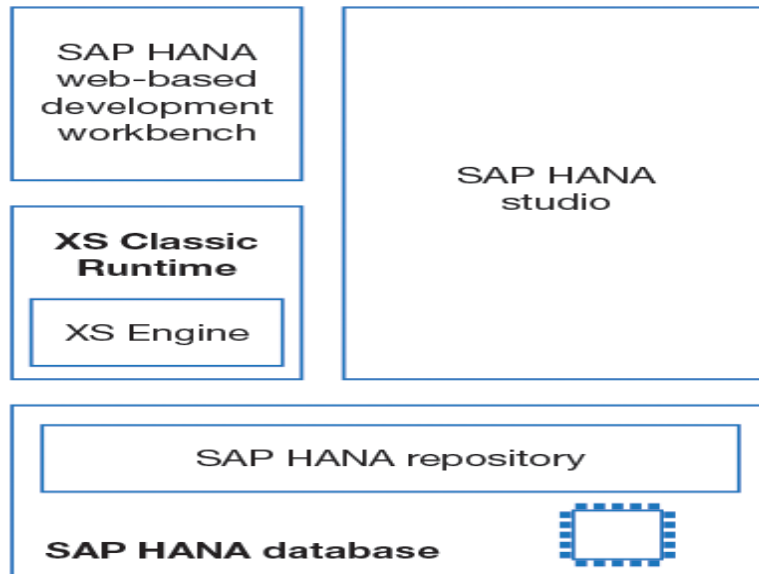 SAP HANA
web-based
development
workbench
SAP HANA
studio
XS Classic
Runtime
XS Engine
SAP HANA repository
SAP HANA database